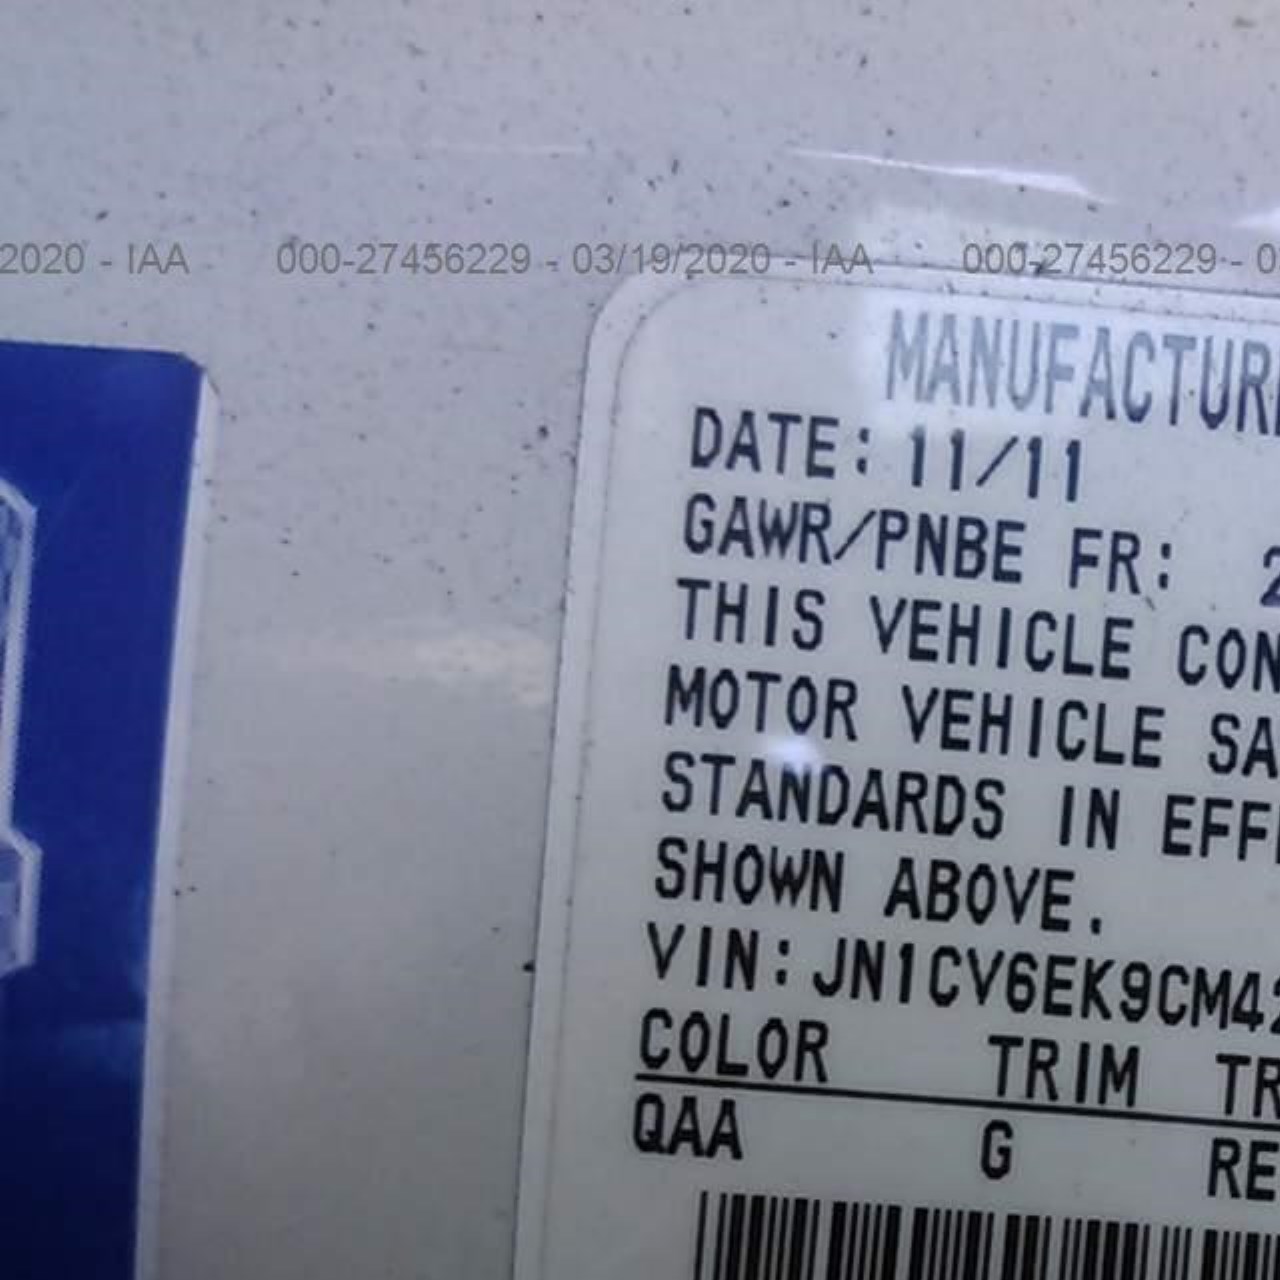 2020 - IAA 000-27456229 - 03/19/2020 - IAA 000-27456229 - 0
MANUFACTUR
DATE: 11/11
GAWR/PNBE FR: 2
THIS VEHICLE CON
MOTOR VEHICLE SA
STANDARDS IN EFF
SHOWN ABOVE.
VIN: JN1CV6EK9CM42
COLOR TRIM TR
QAA G RE